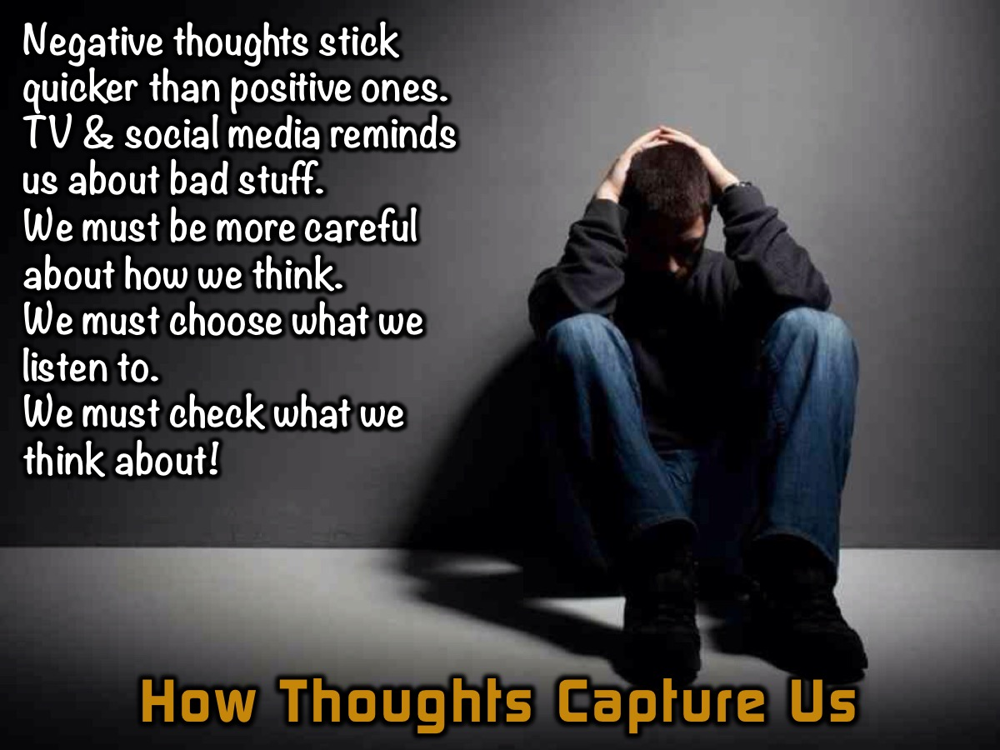 Negative thoughts stick
quicker than positive ones.
TV & social media reminds
us about bad stuff.
We must be more careful
about how we think.
We must choose what we
listen to.
We must check what we
think about!
How Thoughts Capture Us